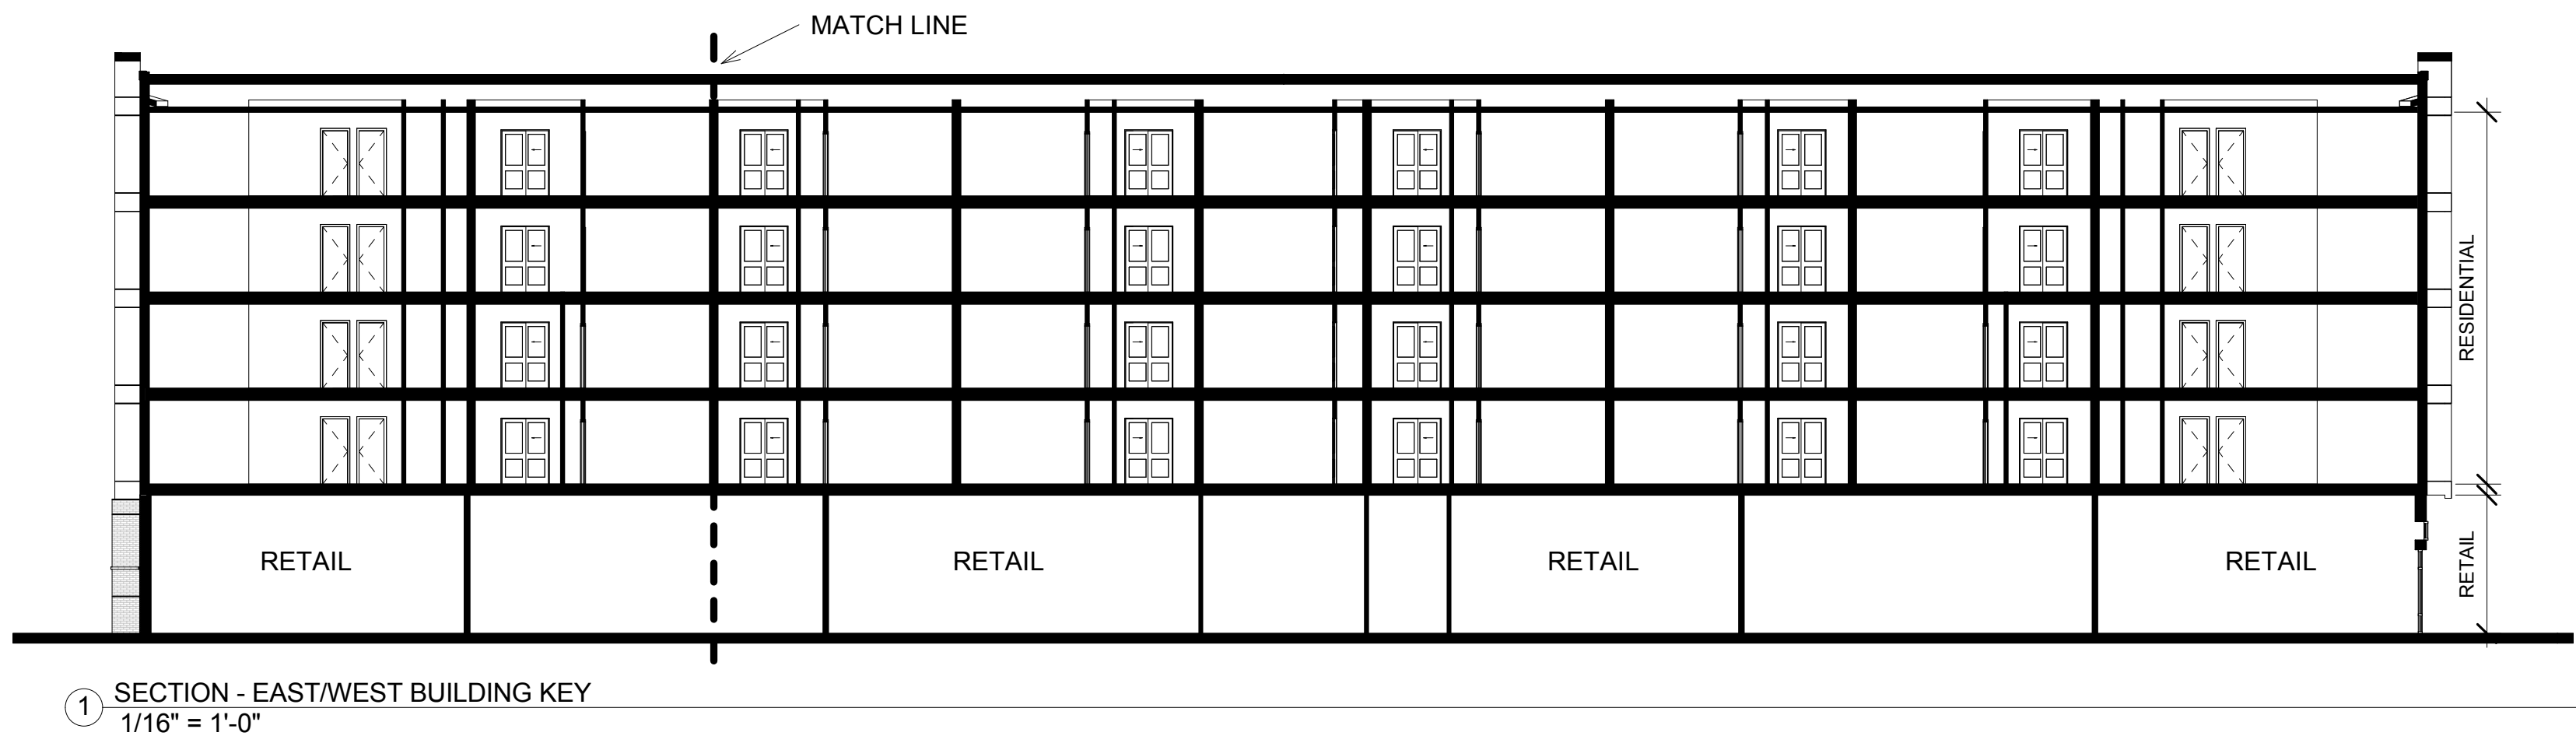 MATCH LINE
RESIDENTIAL
RETAIL
RETAIL
RETAIL
RETAIL
RETAIL
1
SECTION - EAST/WEST BUILDING KEY
1/16" = 1'-0"